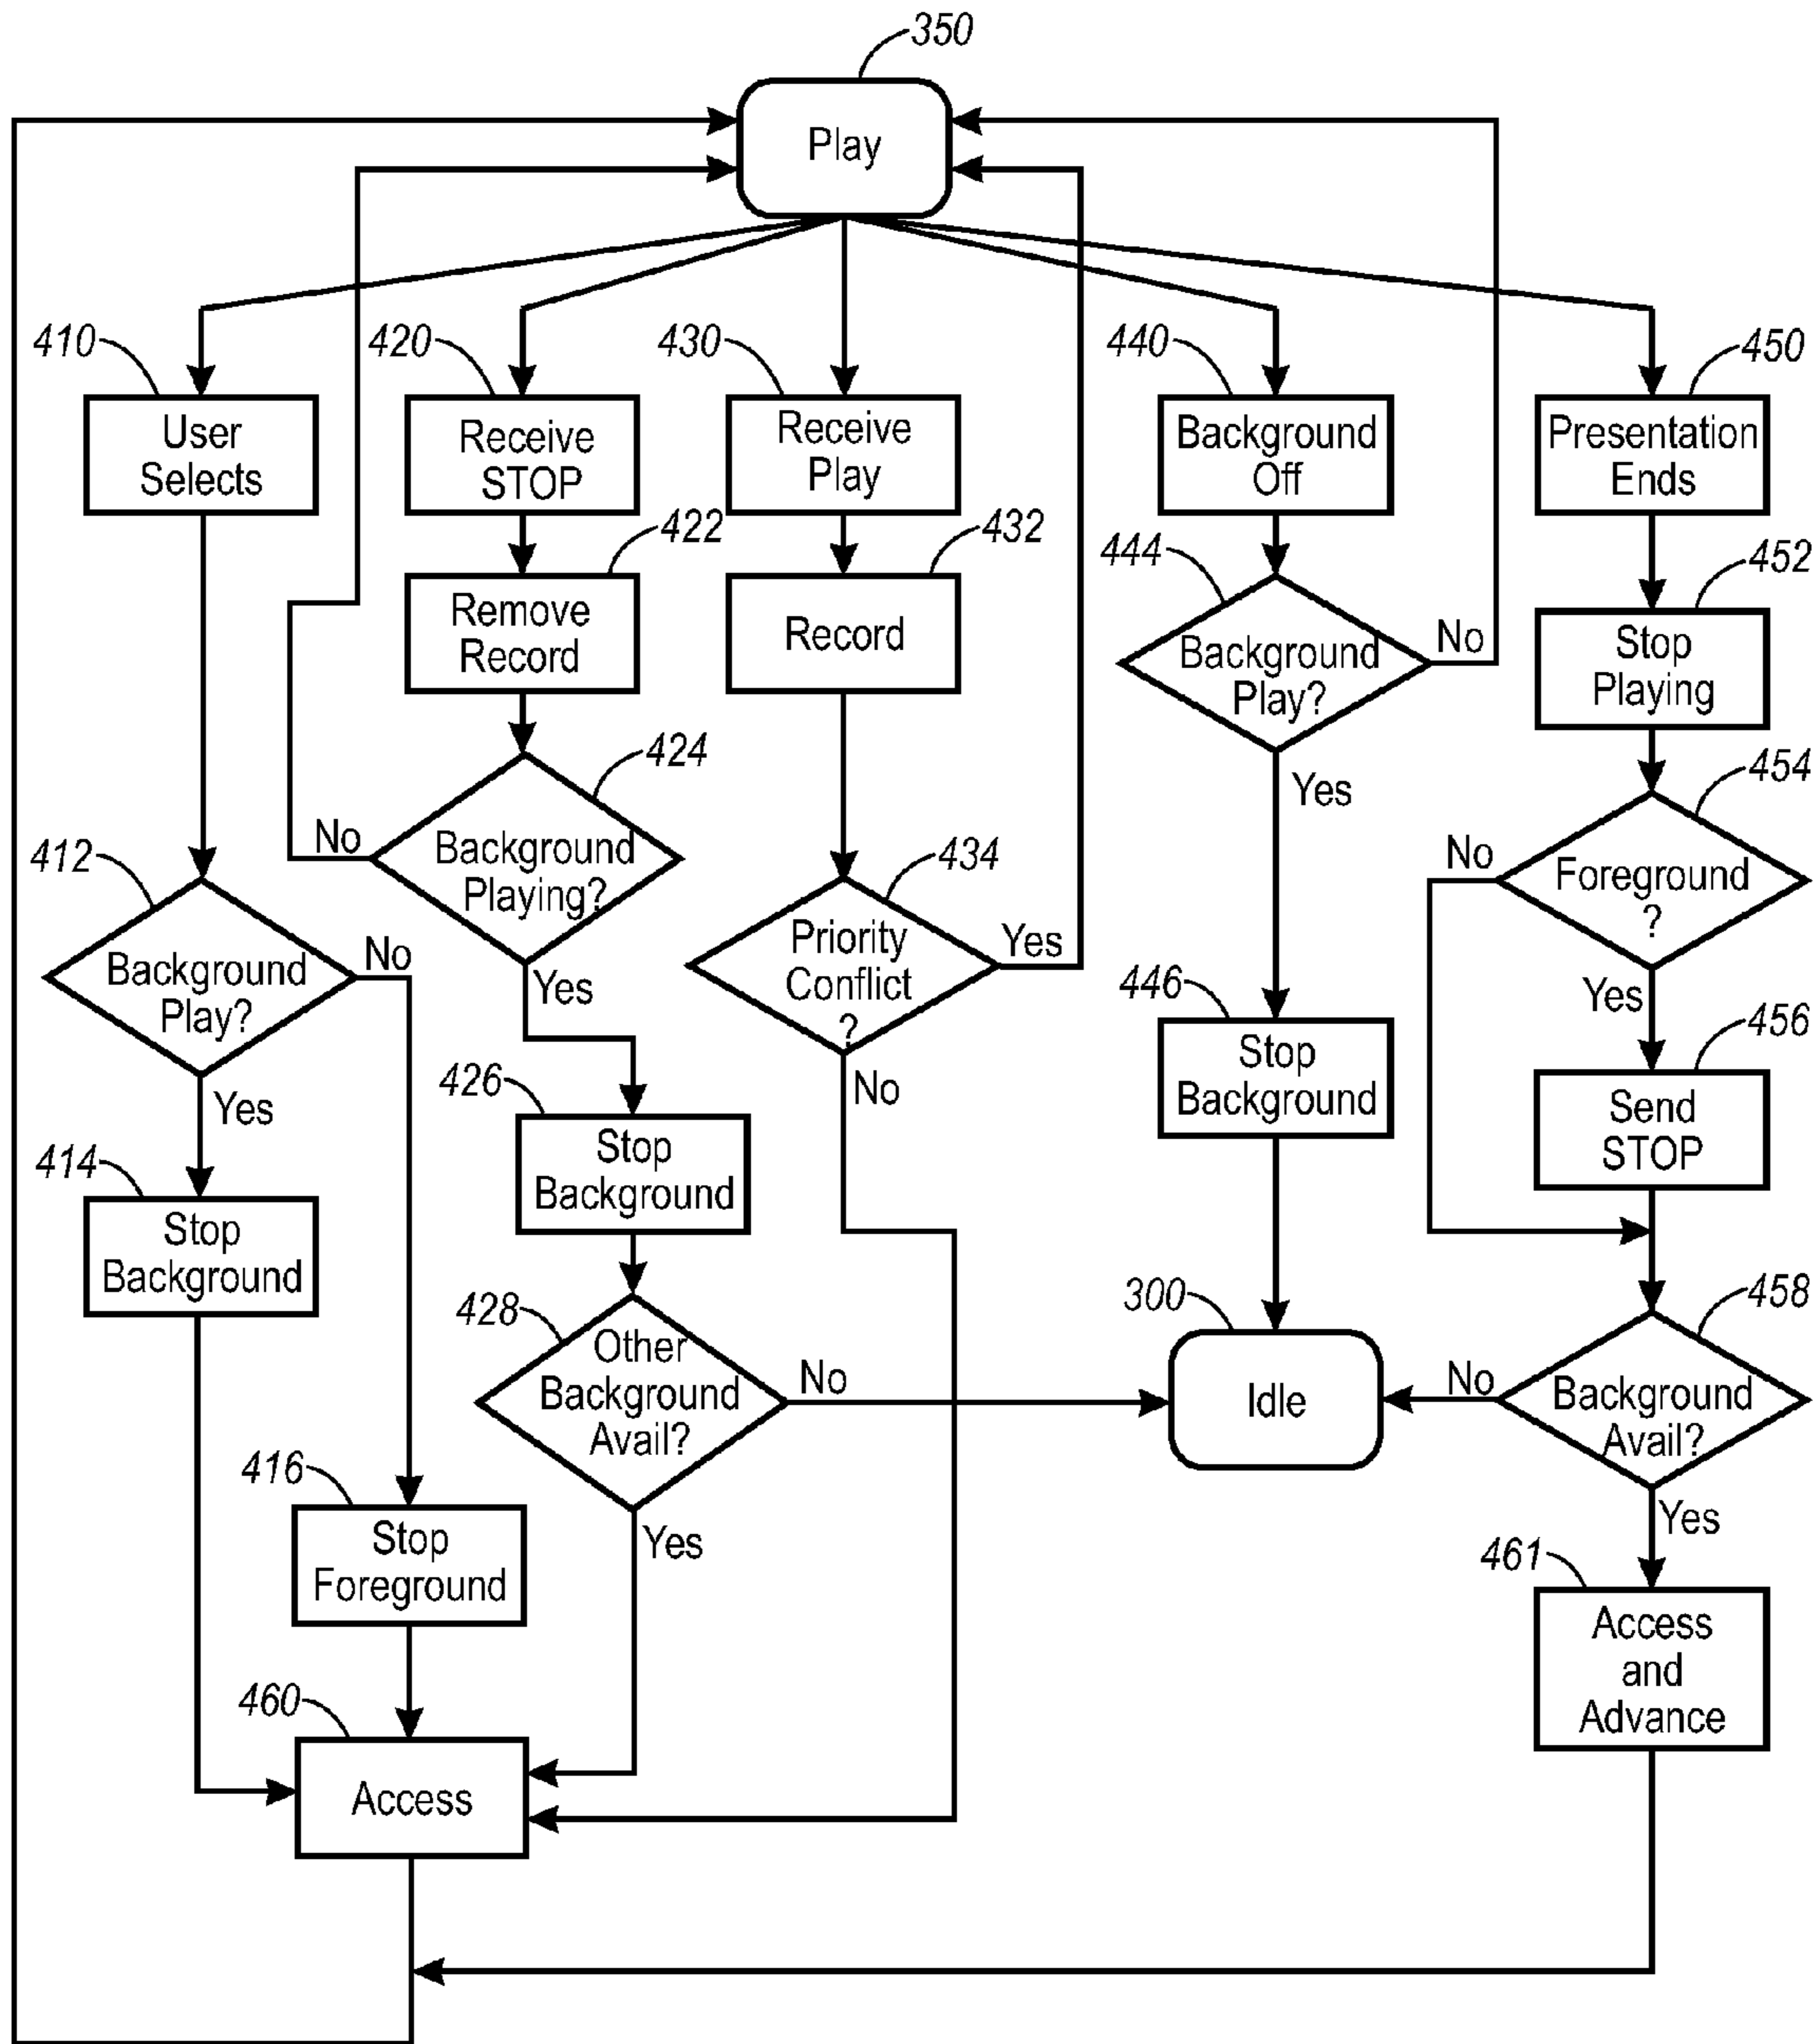 350
Play
410
420
430
440
450
User
Selects
Receive
STOP
Receive
Play
Background
Off
Presentation
Ends
422
432
444
452
Remove
Record
Record
Background
Play?
No
Stop
Playing
424
Yes
454
No
Background
Playing?
434
No
Foreground
?
412
Priority
Conflict
?
Yes
No
Background
Play?
Yes
446
Yes
456
Yes
426
No
Stop
Background
Send
STOP
414
Stop
Background
Stop
Background
300
458
428
Other
Background
Avail?
No
Idle
No
Background
Avail?
416
Yes
Yes
461
Stop
Foreground
Access
and
Advance
460
Access